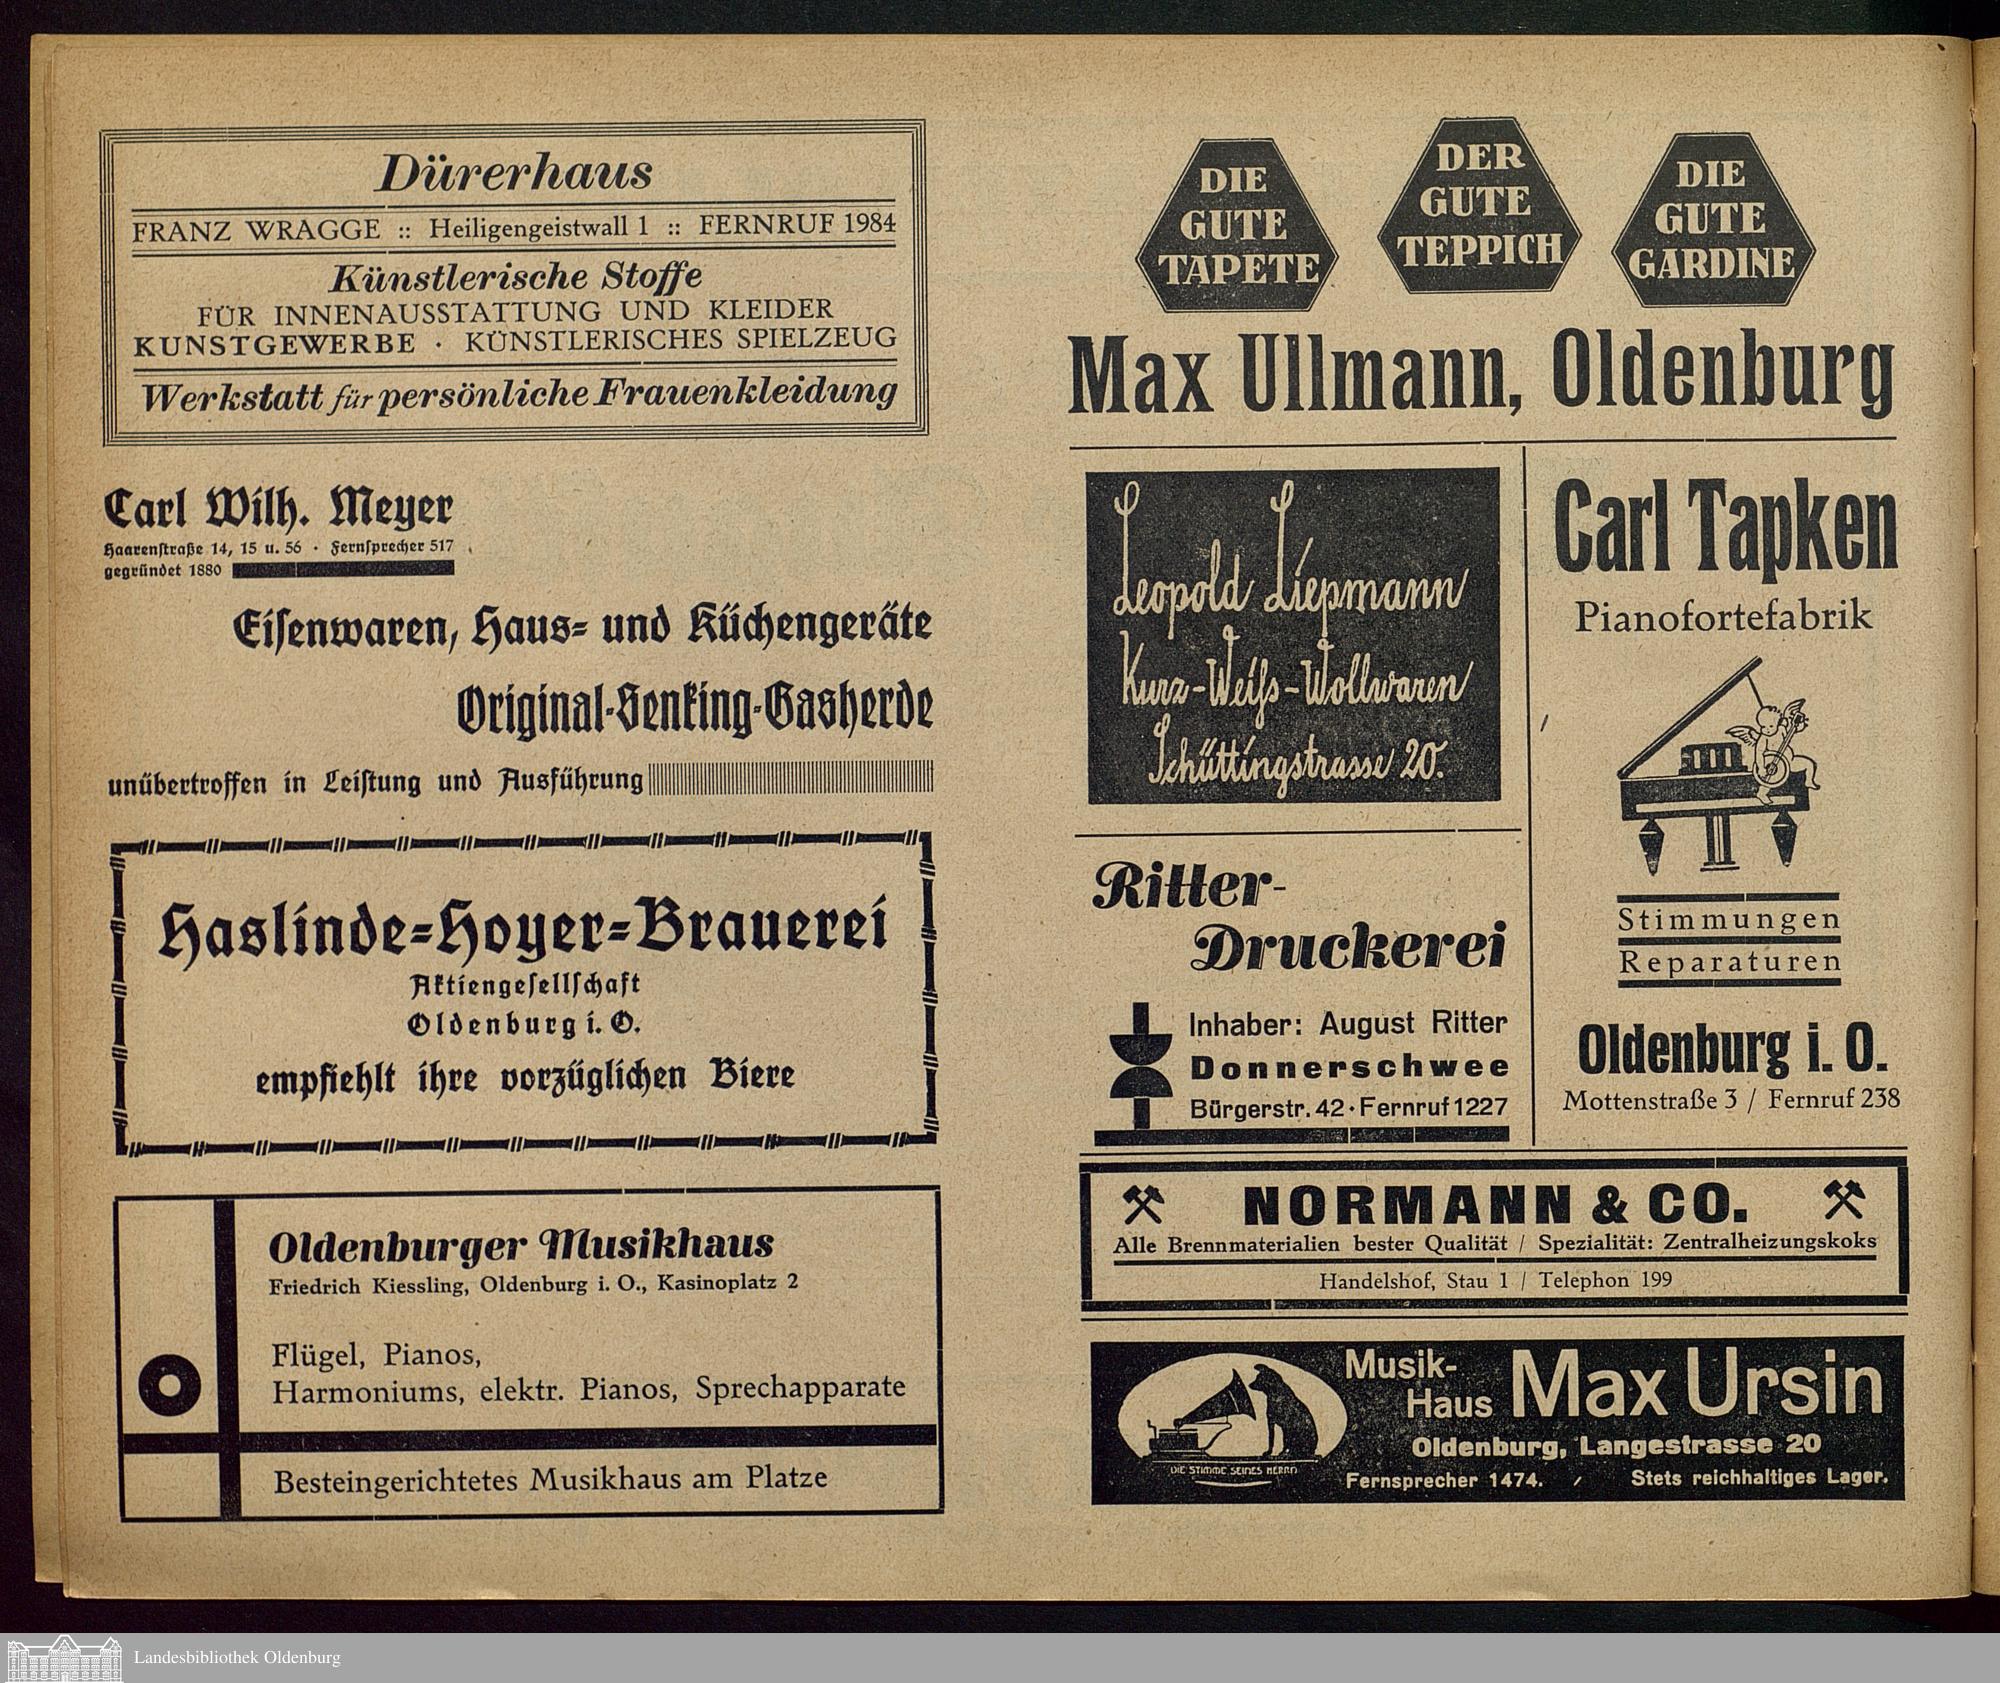 Dürerhaus
FRANZ WRAGGE :: Heiligengeistwall 1 :: FERNRUF 1984
Künstlerische Stoffe
FÜR INNENAUSSTATTUNG UND KLEIDER
KUNSTGEWERBE · KÜNSTLERISCHES SPIELZEUG
Werkstatt für persönliche Frauenkleidung
Carl Wilh. Meyer
Haarenſtraße 14, 15 u. 56 · Fernſprecher 517
gegründet 1880
Eiſenwaren, Haus- und Küchengeräte
Original-Senking-Gasherde
unübertroffen in Leiſtung und Ausführung
Haslinde-Hoyer-Brauerei
Aktiengeſellſchaft
Oldenburg i. O.
empfiehlt ihre vorzüglichen Biere
Oldenburger Musikhaus
Friedrich Kiessling, Oldenburg i. O., Kasinoplatz 2
Flügel, Pianos,
Harmoniums, elektr. Pianos, Sprechapparate
Besteingerichtetes Musikhaus am Platze
DIE
GUTE
TAPETE
DER
GUTE
TEPPICH
DIE
GUTE
GARDINE
Max Ullmann, Oldenburg
Leopold Liepmann
Kurz-Weiſs-Wollwaren
Schüttingstrasse 20.
Carl Tapken
Pianofortefabrik
Stimmungen
Reparaturen
Oldenburg i. O.
Mottenstraße 3 / Fernruf 238
Ritter-
Druckerei
Inhaber: August Ritter
Donnerschwee
Bürgerstr. 42 · Fernruf 1227
NORMANN & CO.
Alle Brennmaterialien bester Qualität / Spezialität: Zentralheizungskoks
Handelshof, Stau 1 / Telephon 199
Musik-
Haus Max Ursin
Oldenburg, Langestrasse 20
Fernsprecher 1474. / Stets reichhaltiges Lager.
DIE STIMME SEINES HERRN
Landesbibliothek Oldenburg